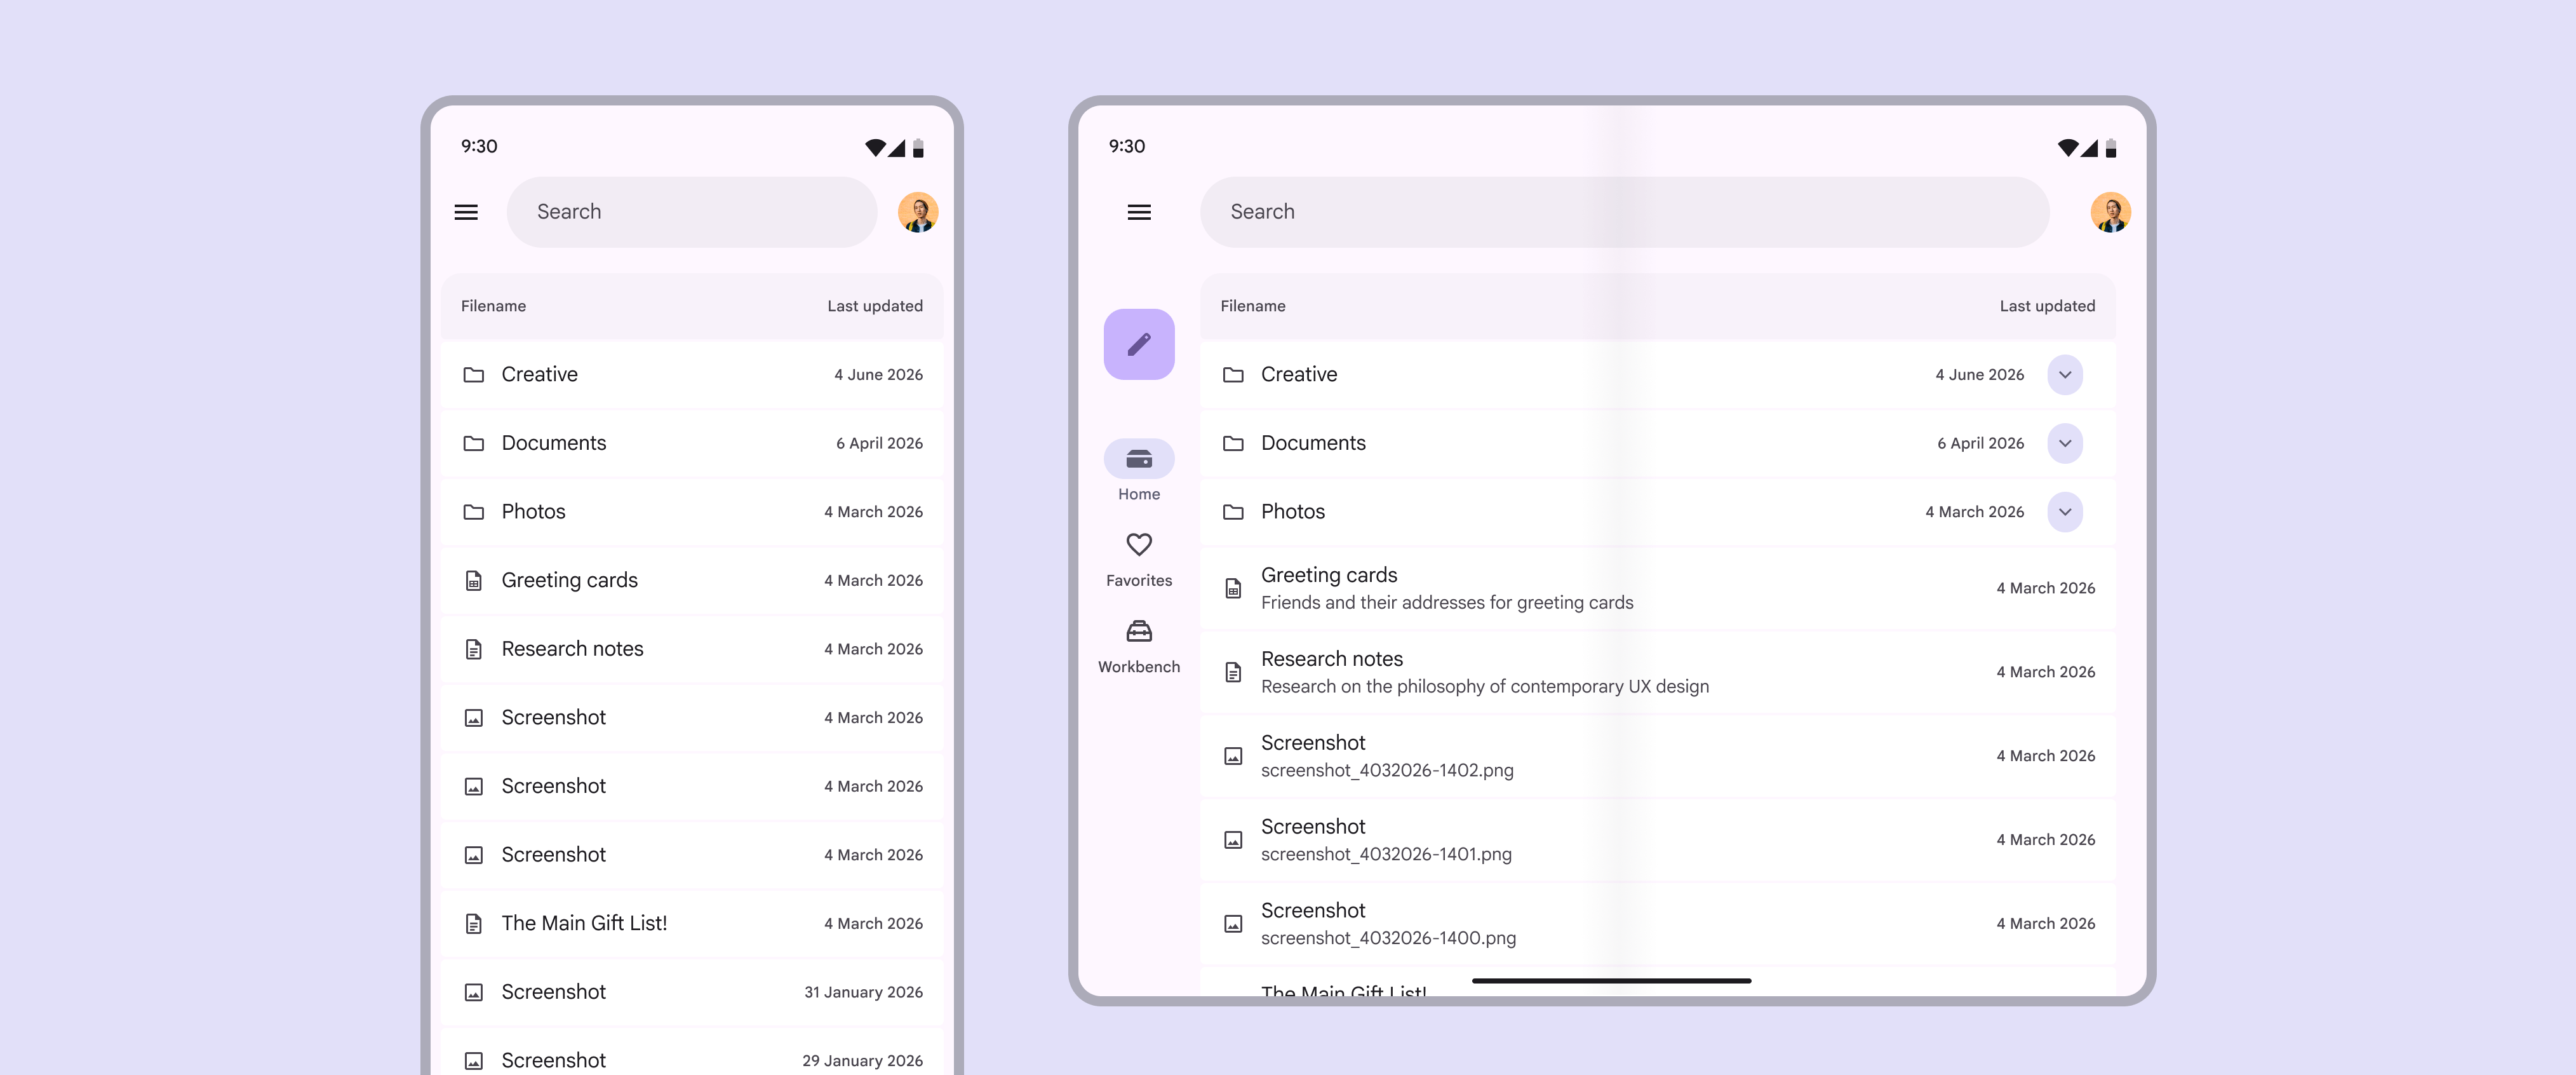 9:30
Search
Filename Last updated
Creative 4 June 2026
Documents 6 April 2026
Photos 4 March 2026
Greeting cards 4 March 2026
Research notes 4 March 2026
Screenshot 4 March 2026
Screenshot 4 March 2026
Screenshot 4 March 2026
The Main Gift List! 4 March 2026
Screenshot 31 January 2026
Screenshot 29 January 2026
9:30
Search
Home
Favorites
Workbench
Filename Last updated
Creative 4 June 2026
Documents 6 April 2026
Photos 4 March 2026
Greeting cards
Friends and their addresses for greeting cards
4 March 2026
Research notes
Research on the philosophy of contemporary UX design
4 March 2026
Screenshot
screenshot_4032026-1402.png
4 March 2026
Screenshot
screenshot_4032026-1401.png
4 March 2026
Screenshot
screenshot_4032026-1400.png
4 March 2026
The Main Gift List!